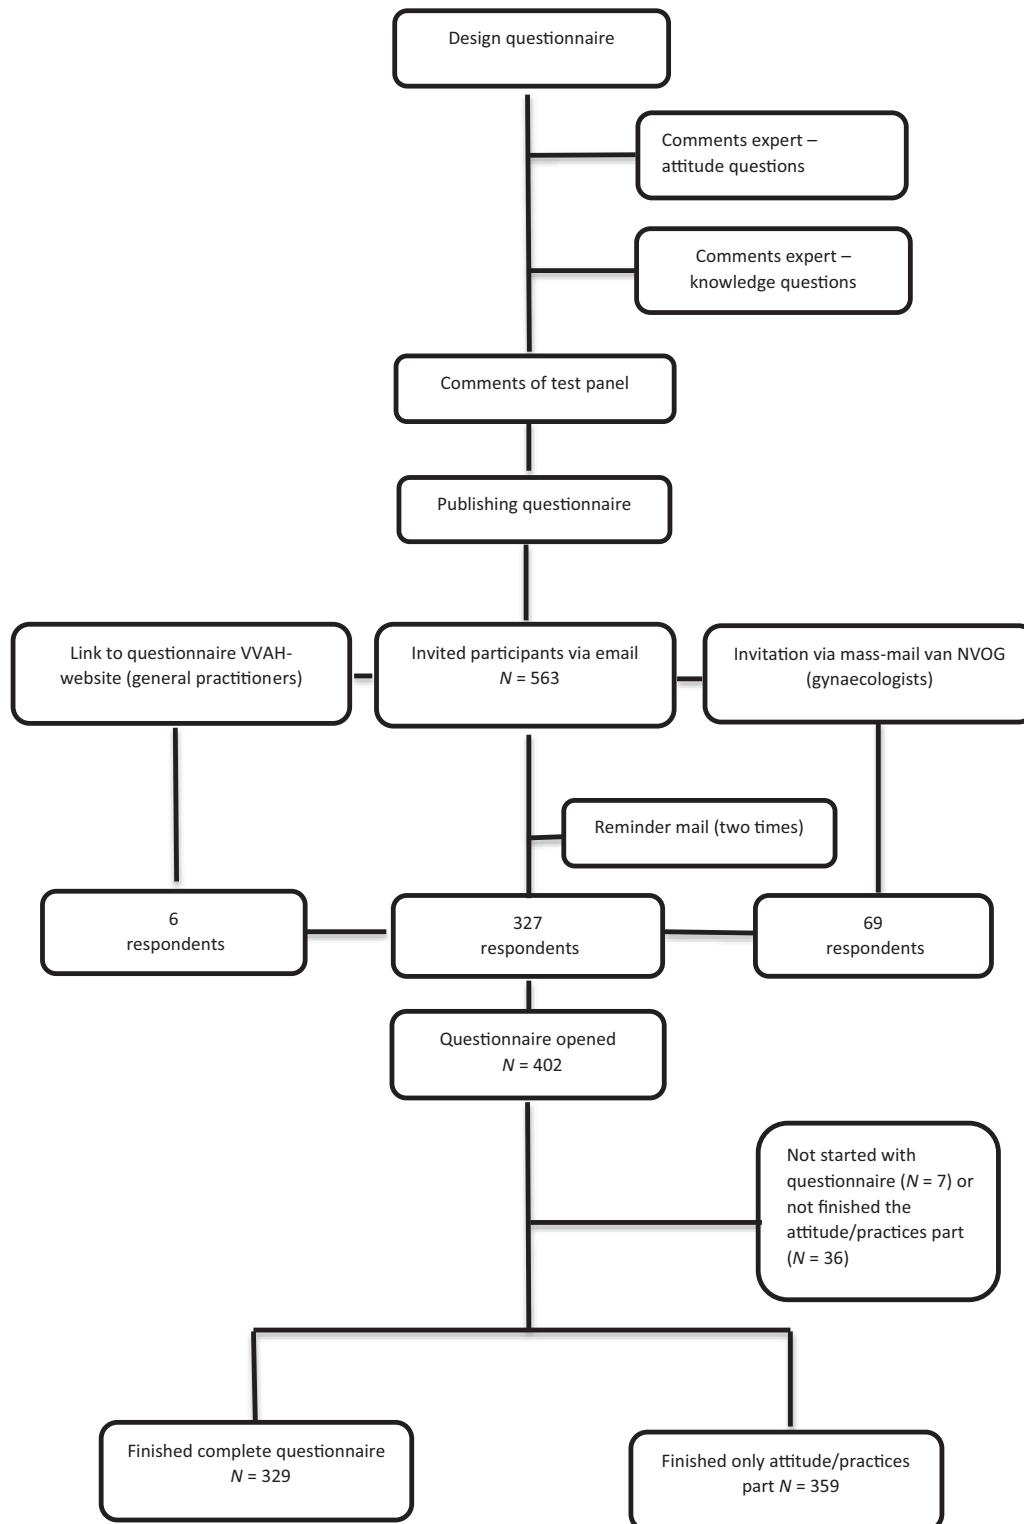 Design questionnaire
Comments expert –
attitude questions
Comments expert –
knowledge questions
Comments of test panel
Publishing questionnaire
Link to questionnaire VVAH-
website (general practitioners)
Invited participants via email
N = 563
Invitation via mass-mail van NVOG
(gynaecologists)
Reminder mail (two times)
6
respondents
327
respondents
69
respondents
Questionnaire opened
N = 402
Not started with
questionnaire (N = 7) or
not finished the
attitude/practices part
(N = 36)
Finished complete questionnaire
N = 329
Finished only attitude/practices
part N = 359